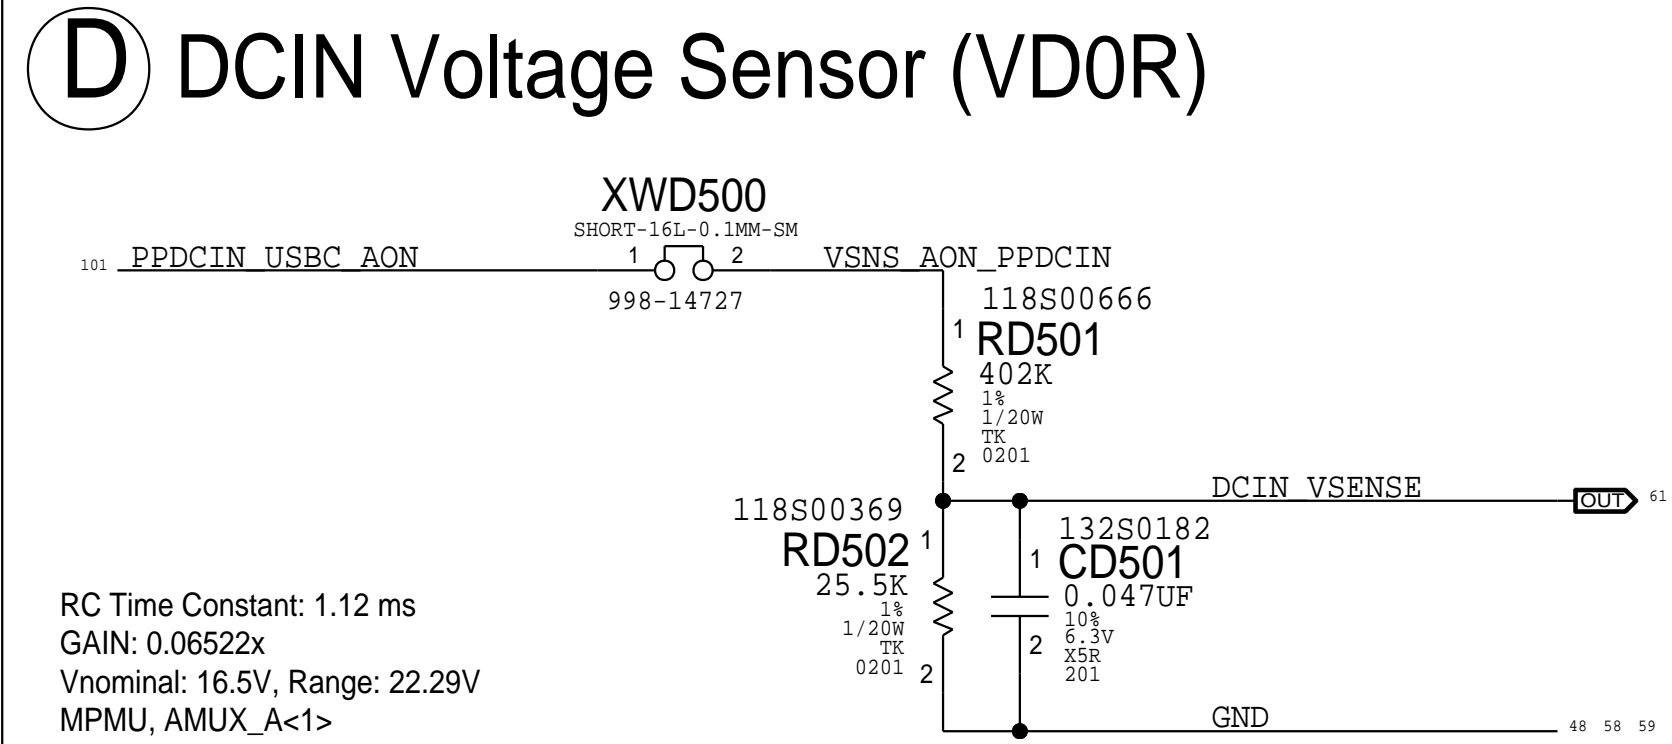 D DCIN Voltage Sensor (VD0R)
XWD500
SHORT-16L-0.1MM-SM
101 PPDCIN_USBC_AON 1 2 VSNS_AON_PPDCIN
998-14727
118S00666
1 RD501
402K
1%
1/20W
TK
2 0201
DCIN_VSENSE OUT 61
118S00369
RD502 1
25.5K
1%
1/20W
TK
0201 2
132S0182
1 CD501
0.047UF
10%
2 6.3V
X5R
201
GND 48 58 59
RC Time Constant: 1.12 ms
GAIN: 0.06522x
Vnominal: 16.5V, Range: 22.29V
MPMU, AMUX_A<1>